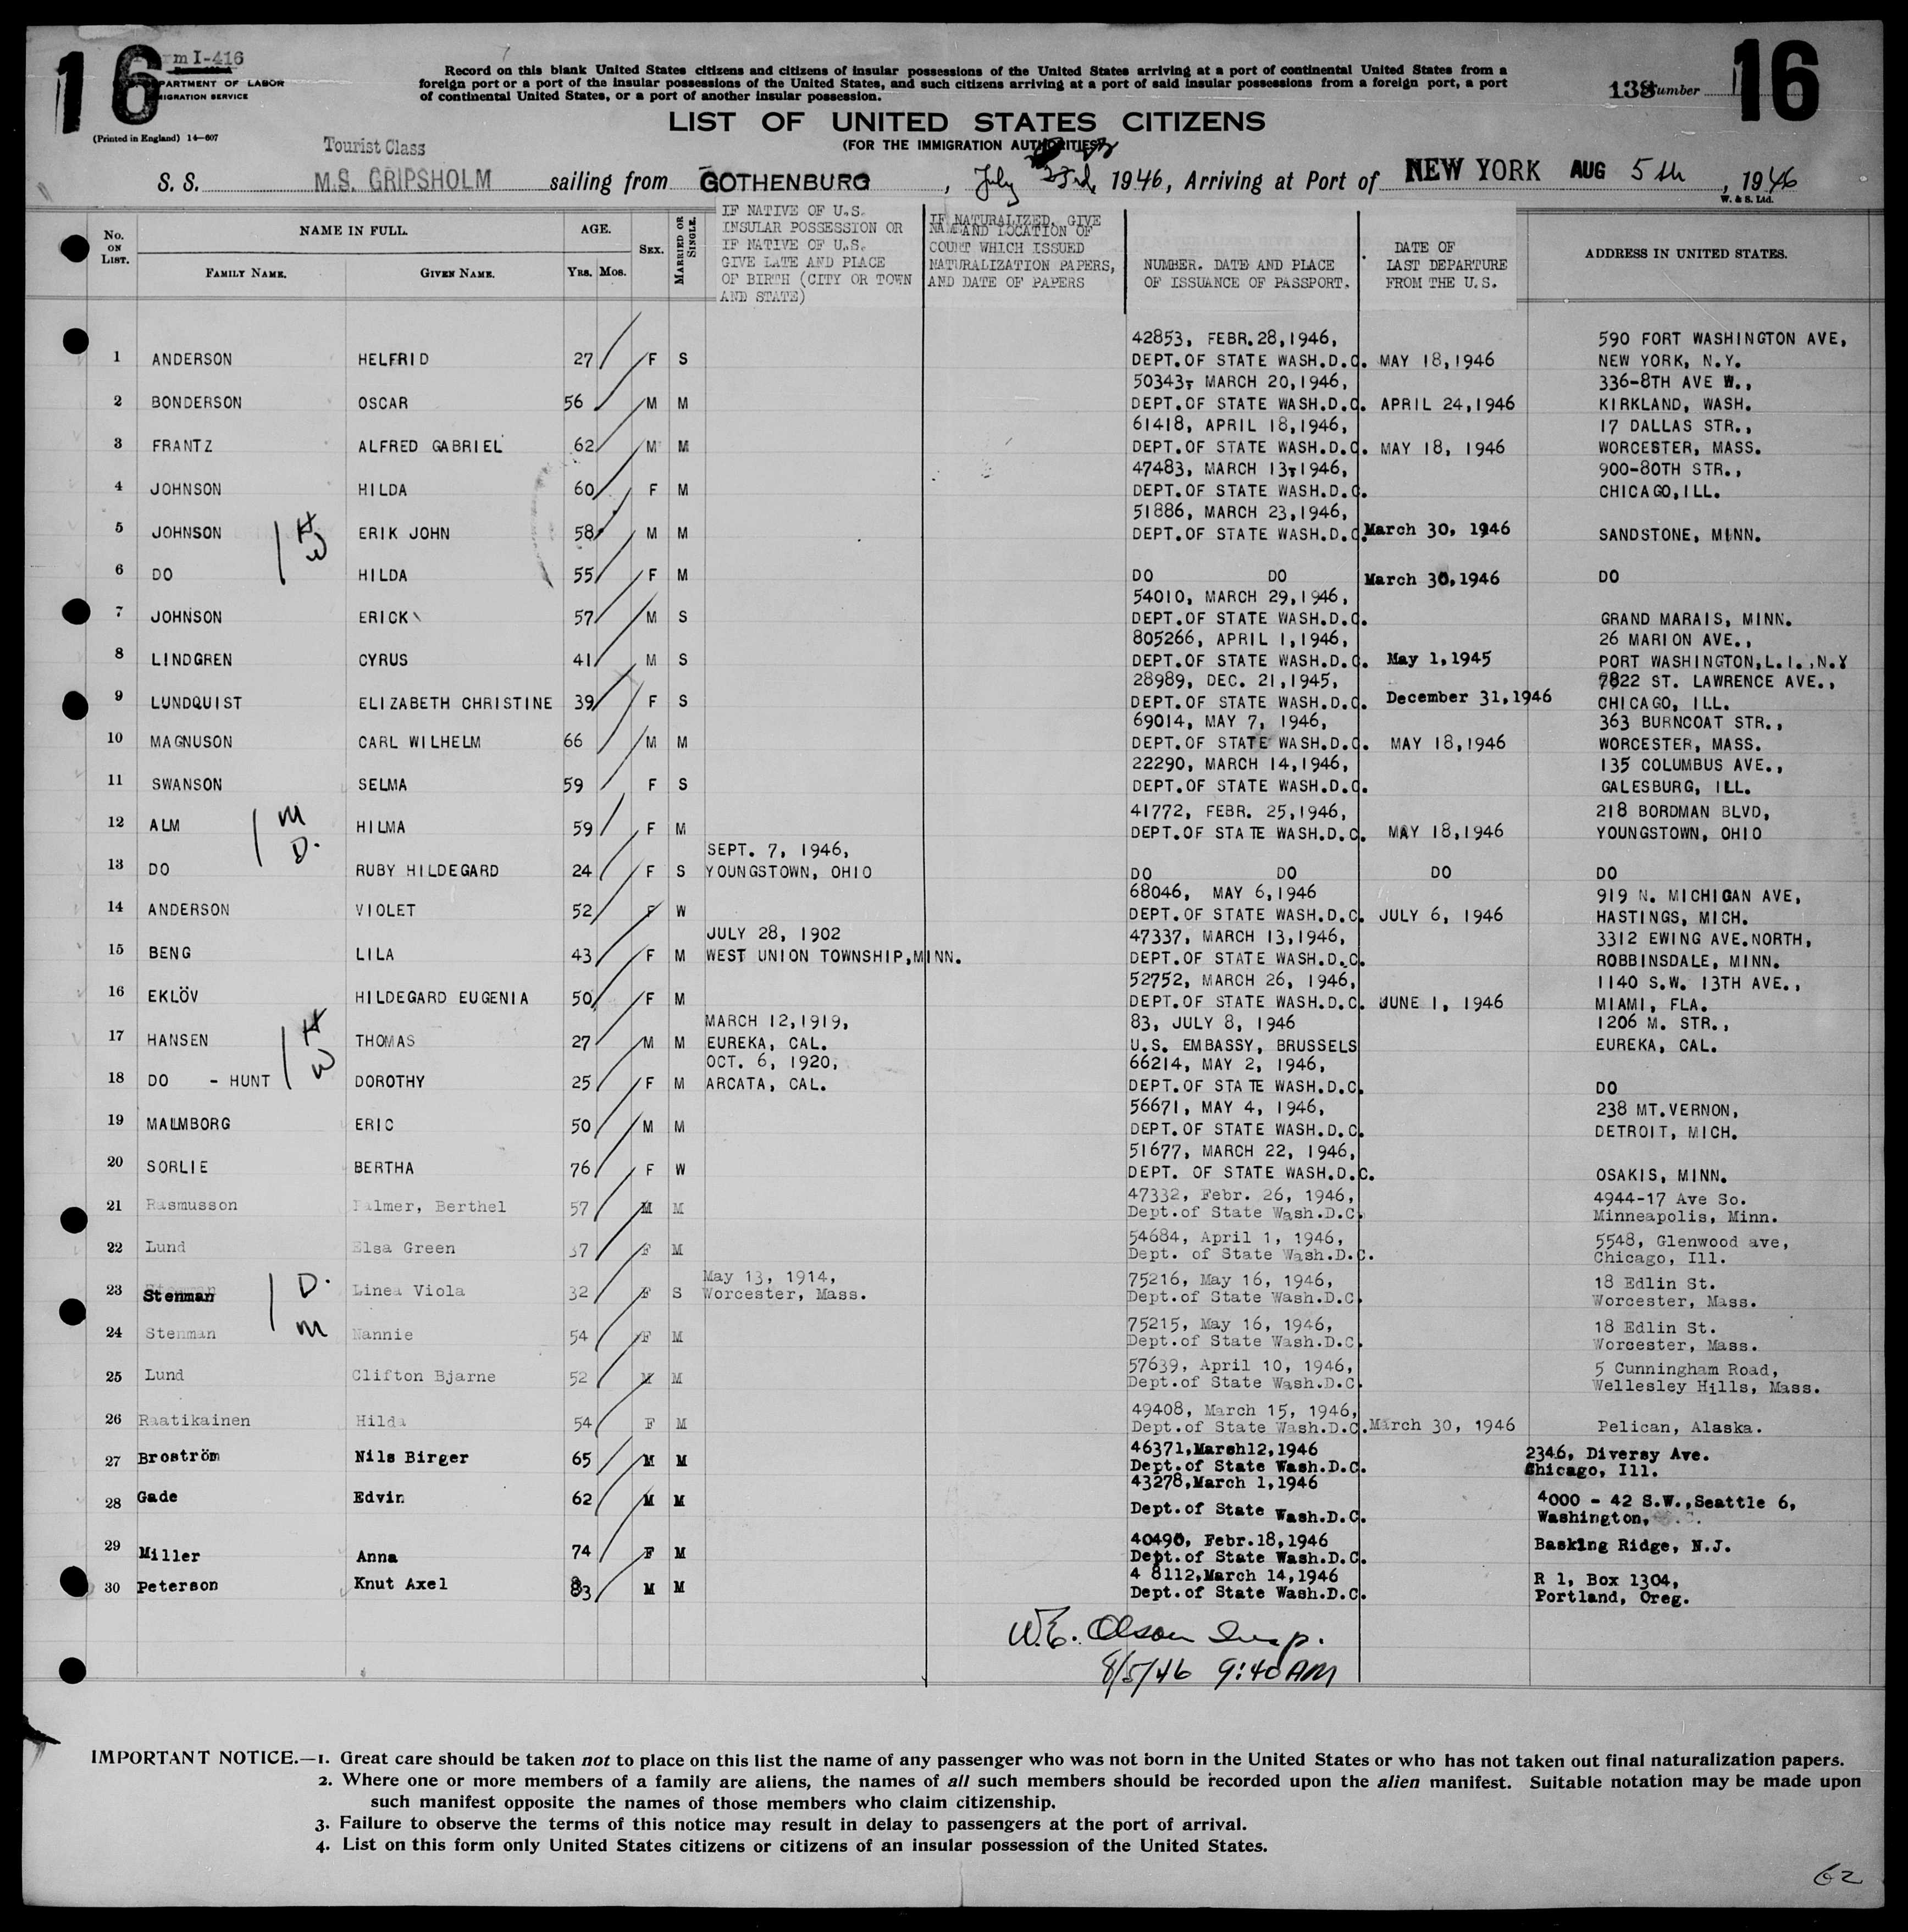 16
m I-416
PARTMENT OF LABOR
MIGRATION SERVICE
(Printed in England) 14—607
Record on this blank United States citizens and citizens of insular possessions of the United States arriving at a port of continental United States from a
foreign port or a port of the insular possessions of the United States, and such citizens arriving at a port of said insular possessions from a foreign port, a port
of continental United States, or a port of another insular possession.
138 umber 16
LIST OF UNITED STATES CITIZENS
(FOR THE IMMIGRATION AUTHORITIES)
Tourist Class
S. S. M.S. GRIPSHOLM sailing from GOTHENBURG, July 23rd, 1946, Arriving at Port of NEW YORK AUG 5th, 1946
W. & S. Ltd.
No. ON LIST. NAME IN FULL. FAMILY NAME. GIVEN NAME. AGE. Yrs. Mos. SEX. MARRIED OR SINGLE.
IF NATIVE OF U.S. INSULAR POSSESSION OR IF NATIVE OF U.S. GIVE LATE AND PLACE OF BIRTH (CITY OR TOWN AND STATE)
IF NATURALIZED, GIVE NAME AND LOCATION OF COURT WHICH ISSUED NATURALIZATION PAPERS, AND DATE OF PAPERS
NUMBER. DATE AND PLACE OF ISSUANCE OF PASSPORT.
DATE OF LAST DEPARTURE FROM THE U.S.
ADDRESS IN UNITED STATES.
42853, FEBR.28,1946, 590 FORT WASHINGTON AVE,
1 ANDERSON HELFRID 27 F S DEPT.OF STATE WASH.D.C. MAY 18,1946 NEW YORK, N.Y.
50343, MARCH 20,1946, 336-8TH AVE W.,
2 BONDERSON OSCAR 56 M M DEPT.OF STATE WASH.D.C. APRIL 24,1946 KIRKLAND, WASH.
61418, APRIL 18,1946, 17 DALLAS STR.,
3 FRANTZ ALFRED GABRIEL 62 M M DEPT.OF STATE WASH.D.C. MAY 18, 1946 WORCESTER, MASS.
47483, MARCH 13,1946, 900-80TH STR.,
4 JOHNSON HILDA 60 F M DEPT.OF STATE WASH.D.C. CHICAGO,ILL.
51886, MARCH 23,1946,
5 JOHNSON H ERIK JOHN 58 M M DEPT.OF STATE WASH.D.C. March 30, 1946 SANDSTONE, MINN.
6 DO W HILDA 55 F M DO DO March 30,1946 DO
54010, MARCH 29,1946,
7 JOHNSON ERICK 57 M S DEPT.OF STATE WASH.D.C. GRAND MARAIS, MINN.
805266, APRIL 1,1946, 26 MARION AVE.,
8 LINDGREN CYRUS 41 M S DEPT.OF STATE WASH.D.C. May 1,1945 PORT WASHINGTON,L.I.,N.Y
28989, DEC. 21,1945, 7822 ST. LAWRENCE AVE.,
9 LUNDQUIST ELIZABETH CHRISTINE 39 F S DEPT.OF STATE WASH.D.C. December 31,1946 CHICAGO, ILL.
69014, MAY 7, 1946, 363 BURNCOAT STR.,
10 MAGNUSON CARL WILHELM 66 M M DEPT.OF STATE WASH.D.C. MAY 18,1946 WORCESTER, MASS.
22290, MARCH 14,1946, 135 COLUMBUS AVE.,
11 SWANSON SELMA 59 F S DEPT.OF STATE WASH.D.C. GALESBURG, ILL.
41772, FEBR. 25,1946, 218 BORDMAN BLVD,
12 ALM M HILMA 59 F M DEPT.OF STATE WASH.D.C. MAY 18,1946 YOUNGSTOWN, OHIO
SEPT. 7, 1946,
13 DO D. RUBY HILDEGARD 24 F S YOUNGSTOWN, OHIO DO DO DO DO
68046, MAY 6,1946 919 N. MICHIGAN AVE,
14 ANDERSON VIOLET 52 F W DEPT.OF STATE WASH.D.C. JULY 6, 1946 HASTINGS, MICH.
JULY 28, 1902 47337, MARCH 13,1946, 3312 EWING AVE.NORTH,
15 BENG LILA 43 F M WEST UNION TOWNSHIP,MINN. DEPT.OF STATE WASH.D.C. ROBBINSDALE, MINN.
52752, MARCH 26, 1946, 1140 S.W. 13TH AVE.,
16 EKLÖV HILDEGARD EUGENIA 50 F M DEPT.OF STATE WASH.D.C. JUNE 1, 1946 MIAMI, FLA.
MARCH 12,1919, 83, JULY 8, 1946 1206 M. STR.,
17 HANSEN H THOMAS 27 M M EUREKA, CAL. U.S. EMBASSY, BRUSSELS EUREKA, CAL.
OCT. 6, 1920, 66214, MAY 2, 1946,
18 DO - HUNT W DOROTHY 25 F M ARCATA, CAL. DEPT.OF STATE WASH.D.C. DO
56671, MAY 4, 1946, 238 MT.VERNON,
19 MALMBORG ERIC 50 M M DEPT.OF STATE WASH.D.C. DETROIT, MICH.
51677, MARCH 22, 1946,
20 SORLIE BERTHA 76 F W DEPT. OF STATE WASH.D.C. OSAKIS, MINN.
47332, Febr. 26, 1946, 4944-17 Ave So.
21 Rasmusson Palmer, Berthel 57 M M Dept.of State Wash.D.C. Minneapolis, Minn.
54684, April 1, 1946, 5548, Glenwood ave,
22 Lund Elsa Green 37 F M Dept. of State Wash.D.C. Chicago, Ill.
May 13, 1914, 75216, May 16, 1946, 18 Edlin St.
23 Stenman D. Linea Viola 32 F S Worcester, Mass. Dept.of State Wash.D.C. Worcester, Mass.
75215, May 16, 1946, 18 Edlin St.
24 Stenman M Nannie 54 F M Dept.of State Wash.D.C. Worcester, Mass.
57639, April 10, 1946, 5 Cunningham Road,
25 Lund Clifton Bjarne 52 M M Dept.of State Wash.D.C. Wellesley Hills, Mass.
49408, March 15, 1946,
26 Raatikainen Hilda 54 F M Dept.of State Wash.D.C. March 30, 1946 Pelican, Alaska.
46371,March12,1946 2346, Diversy Ave.
27 Broström Nils Birger 65 M M Dept.of State Wash.D.C. Chicago, Ill.
43278,March 1,1946
28 Gade Edvin 62 M M Dept.of State Wash.D.C. 4000 - 42 S.W.,Seattle 6,
Washington,
40490, Febr.18,1946
29 Miller Anna 74 F M Dept.of State Wash.D.C. Basking Ridge, N.J.
4 8112,March 14,1946 R 1, Box 1304,
30 Peterson Knut Axel 83 M M Dept.of State Wash.D.C. Portland, Oreg.
W.E. Olson Insp.
8/5/46 9:40 AM
IMPORTANT NOTICE.—1. Great care should be taken not to place on this list the name of any passenger who was not born in the United States or who has not taken out final naturalization papers.
2. Where one or more members of a family are aliens, the names of all such members should be recorded upon the alien manifest. Suitable notation may be made upon
such manifest opposite the names of those members who claim citizenship.
3. Failure to observe the terms of this notice may result in delay to passengers at the port of arrival.
4. List on this form only United States citizens or citizens of an insular possession of the United States.
62